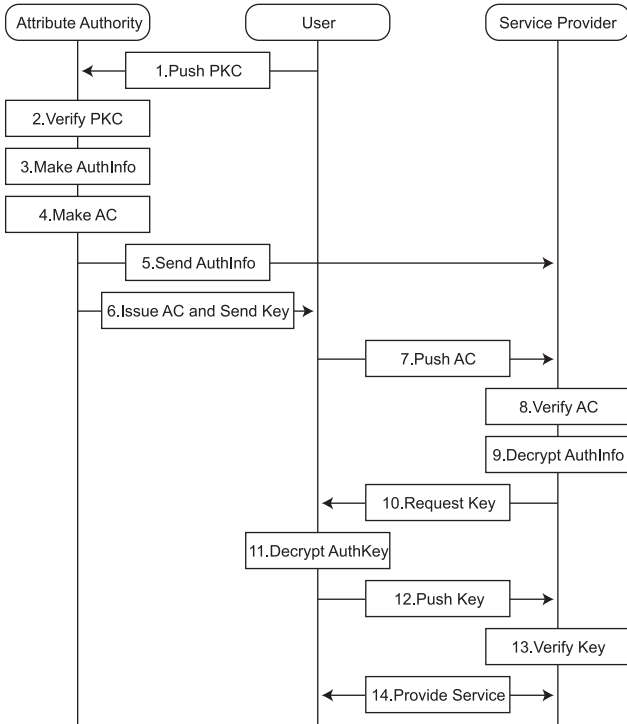 Attribute Authority
User
Service Provider
1.Push PKC
2.Verify PKC
3.Make AuthInfo
4.Make AC
5.Send AuthInfo
6.Issue AC and Send Key
7.Push AC
8.Verify AC
9.Decrypt AuthInfo
10.Request Key
11.Decrypt AuthKey
12.Push Key
13.Verify Key
14.Provide Service